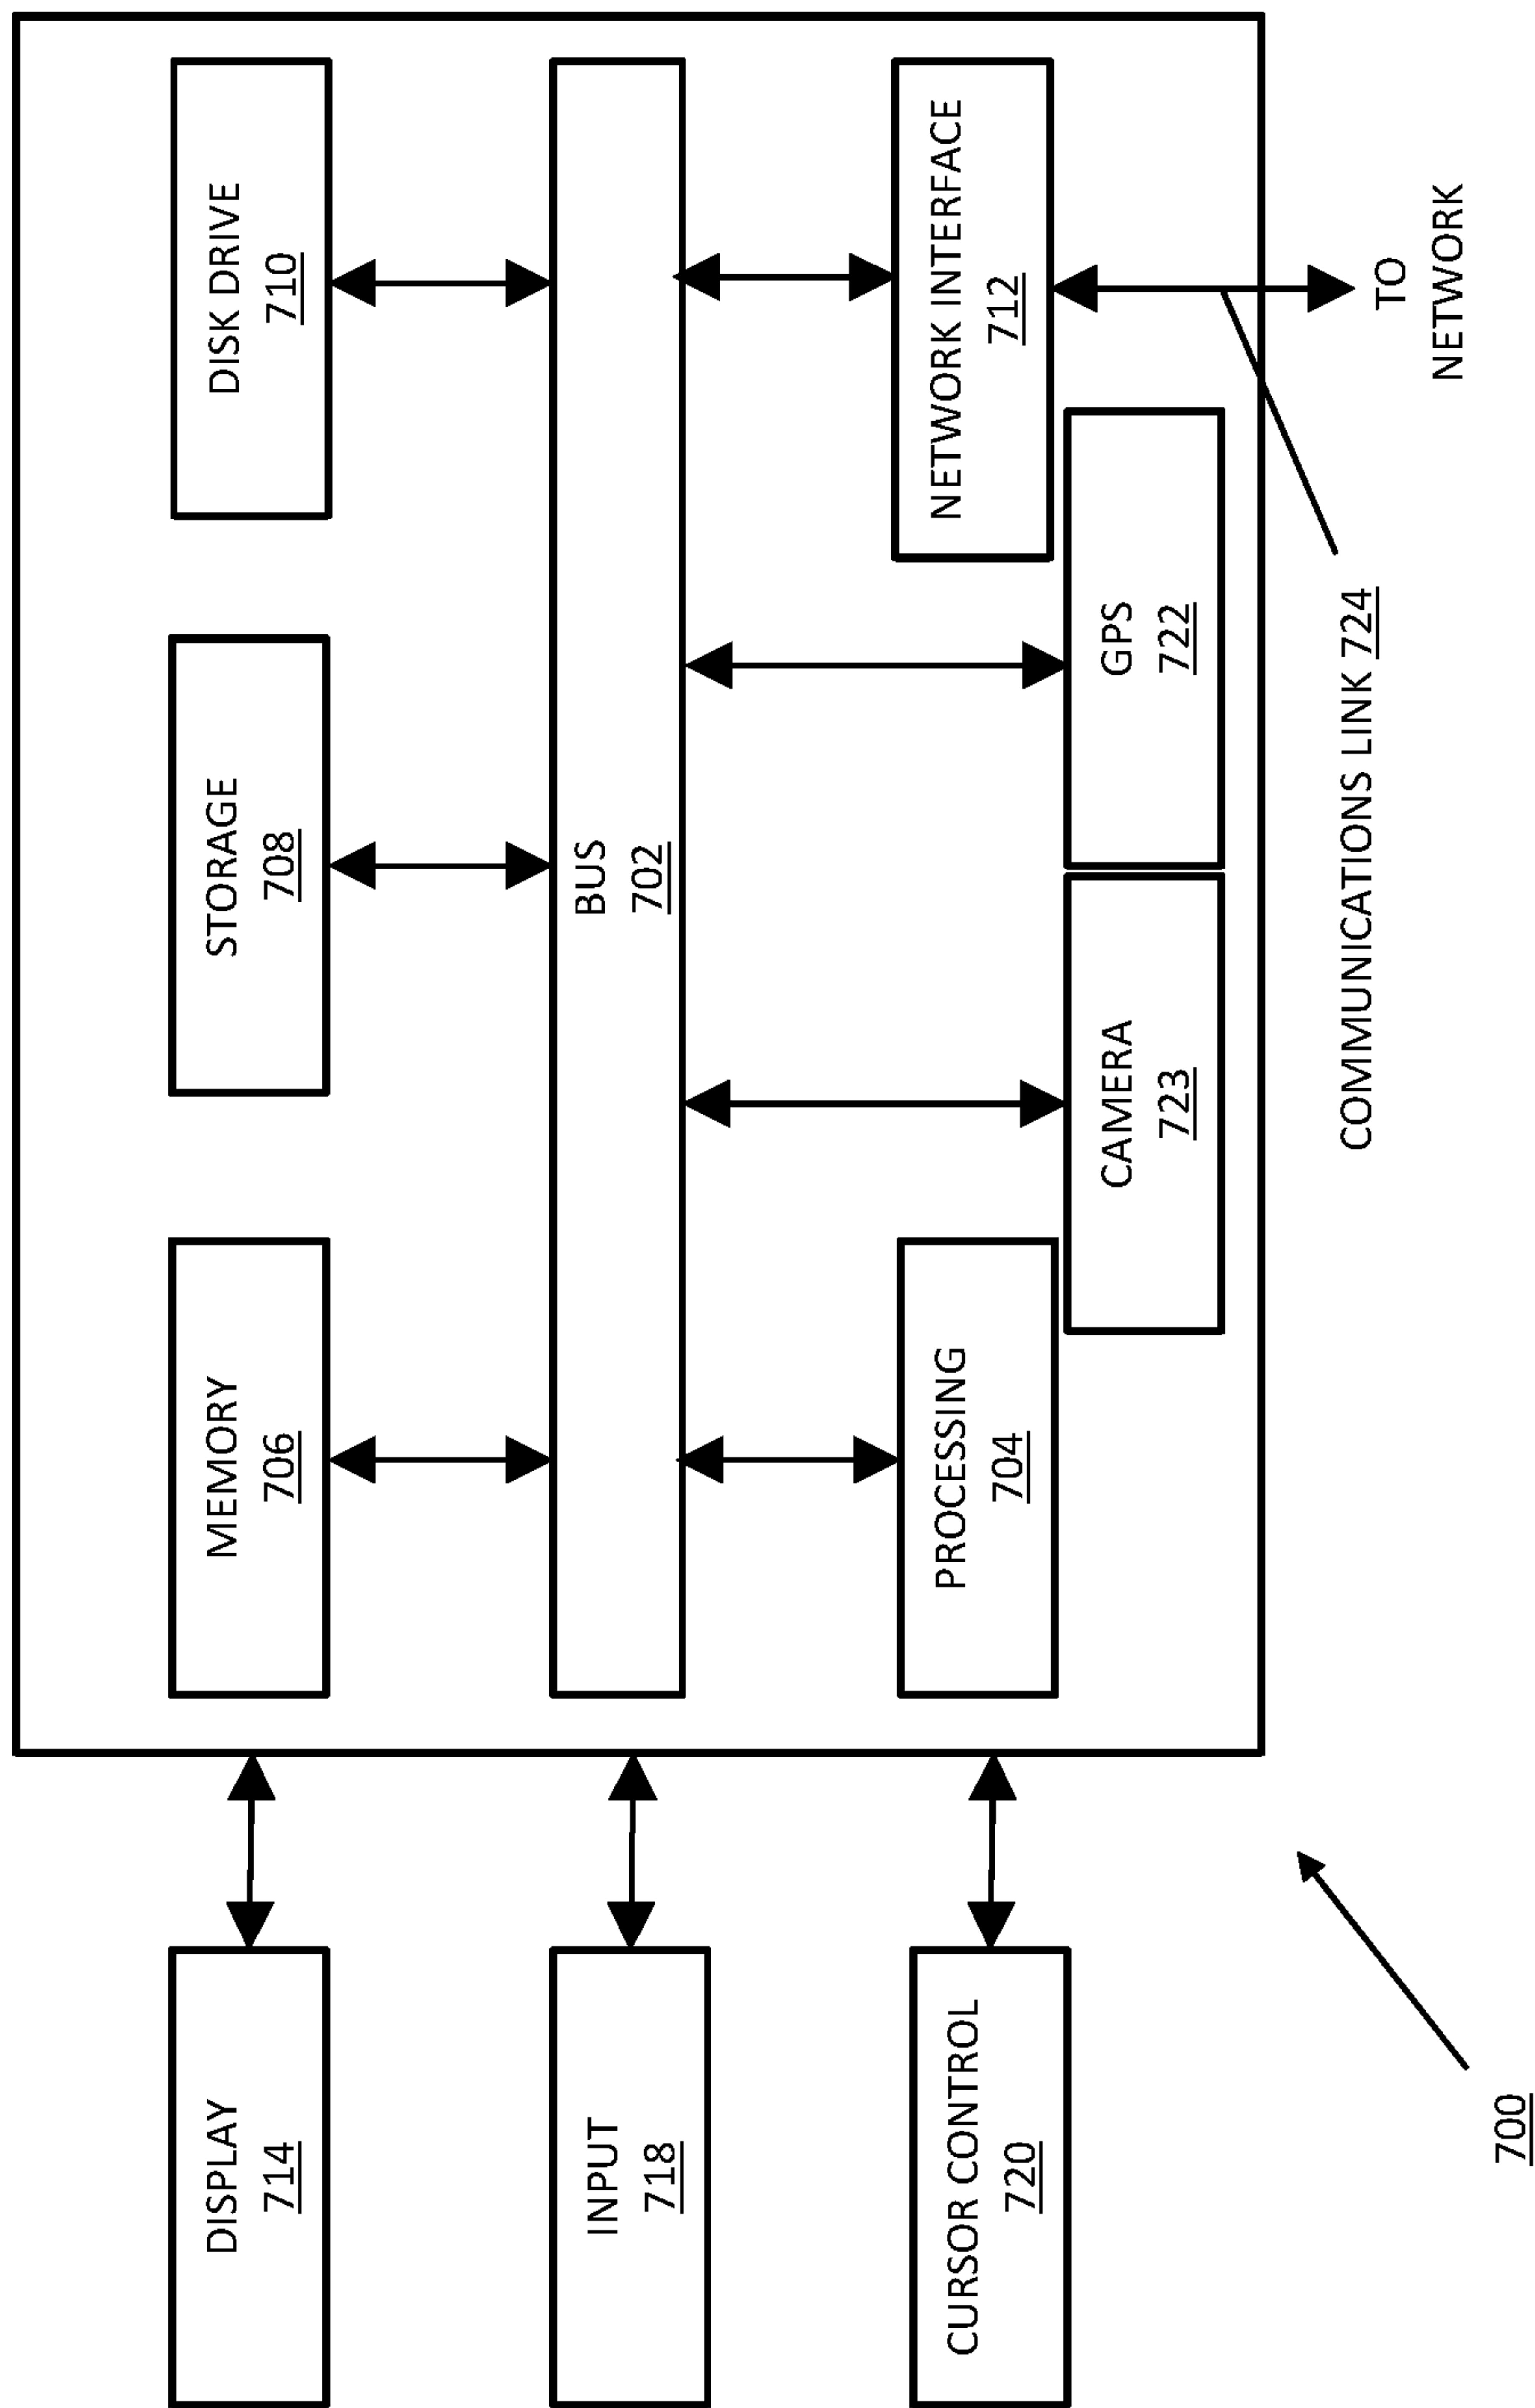 DISPLAY
714
MEMORY
706
STORAGE
708
DISK DRIVE
710
INPUT
718
BUS
702
CURSOR CONTROL
720
PROCESSING
704
NETWORK INTERFACE
712
CAMERA
723
GPS
722
COMMUNICATIONS LINK 724
TO
NETWORK
700